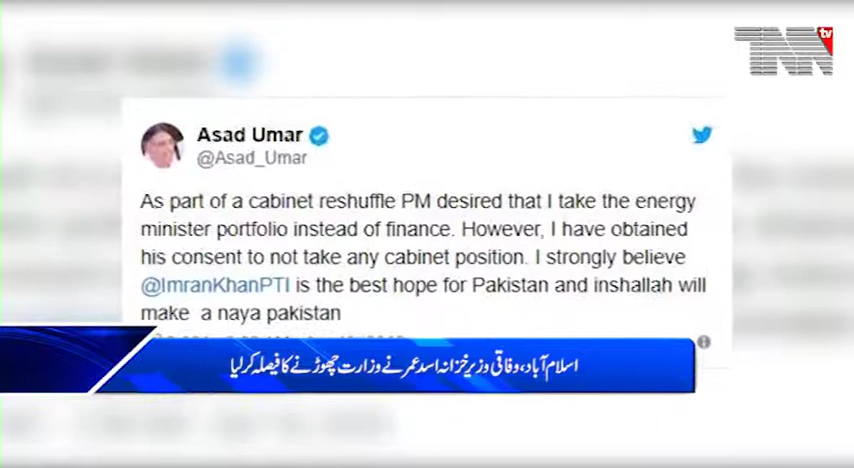 TNN tv
Asad Umar
@Asad_Umar
As part of a cabinet reshuffle PM desired that I take the energy
minister portfolio instead of finance. However, I have obtained
his consent to not take any cabinet position. I strongly believe
@ImranKhanPTI is the best hope for Pakistan and inshallah will
make a naya pakistan
اسلام آباد، وفاقی وزیر خزانہ اسد عمر نے وزارت چھوڑنے کا فیصلہ کر لیا